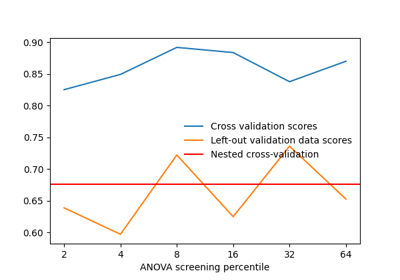 0.90
0.85
0.80
0.75
0.70
0.65
0.60
Cross validation scores
Left-out validation data scores
Nested cross-validation
2 4 8 16 32 64
ANOVA screening percentile